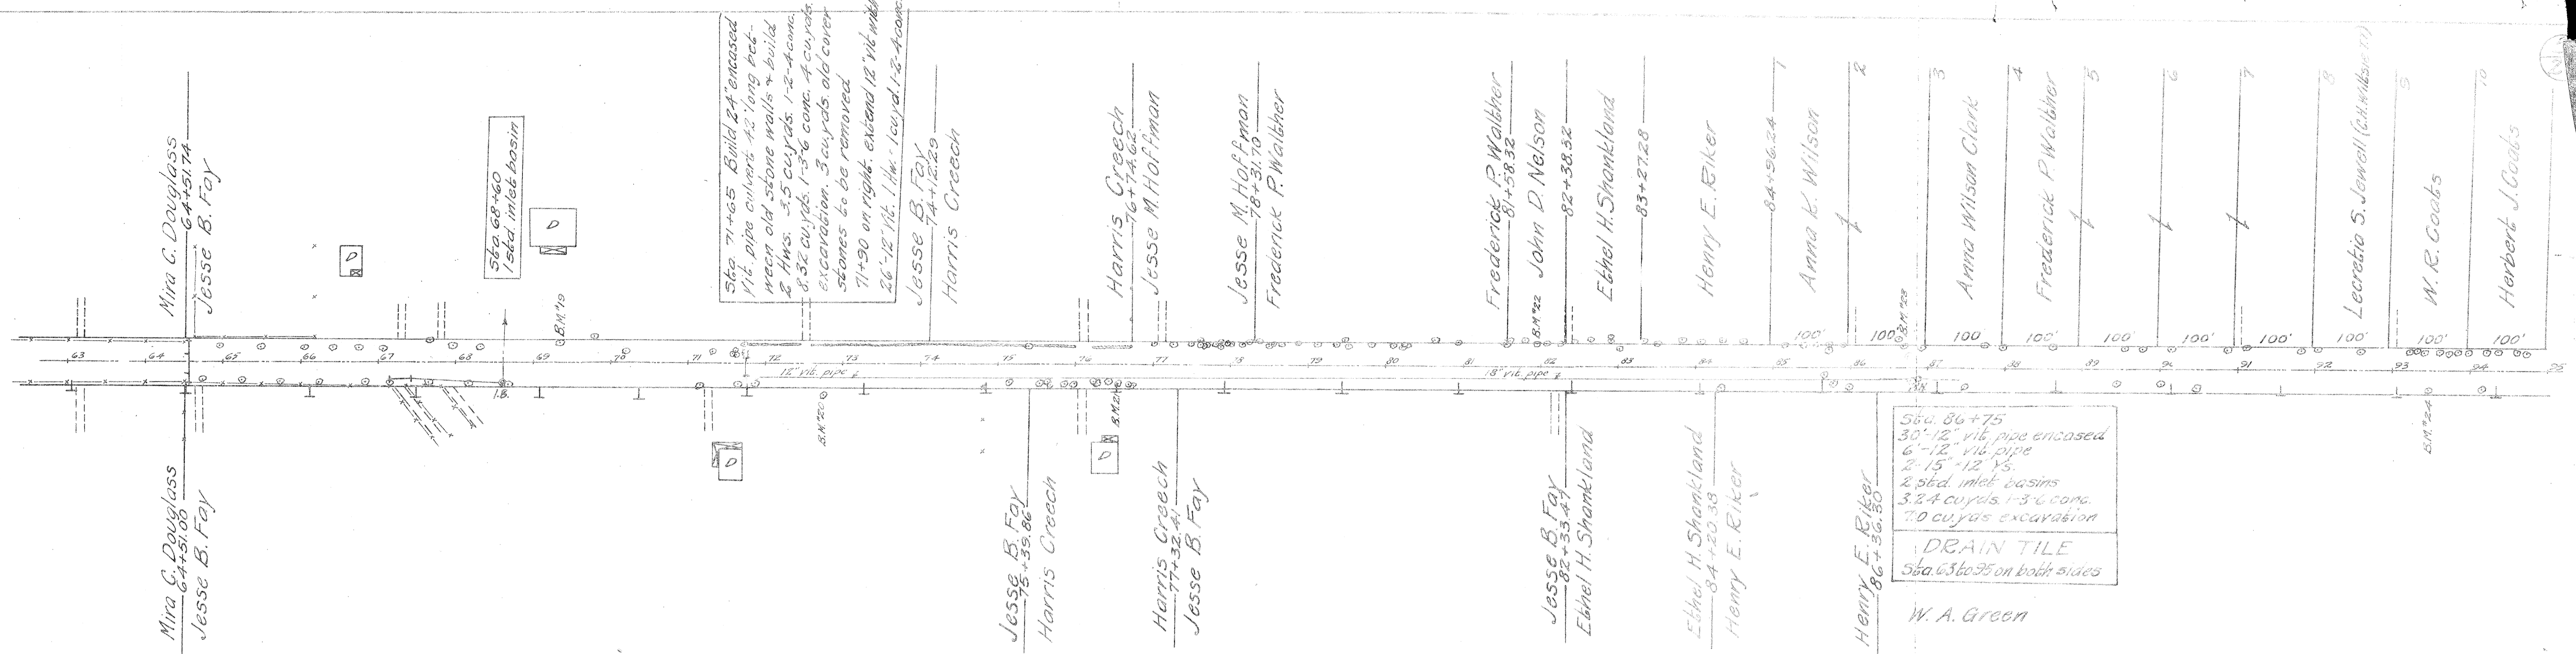 Mira C. Douglass
64+51.74
Jesse B. Fay
Sta. 68+60
1 std. inlet basin
D
D
B.M.#19
Sta. 71+65 Build 24" encased
vit. pipe culvert 42' long bet-
ween old stone walls & build
2 Hws. 3.5 cu.yds. 1-2-4 conc.
8.32 cu.yds. 1-3-6 conc. 4 cu.yds.
excavation. 3 cu.yds. old cover
stones to be removed
71+90 on right. extend 12" vit. with
26'-12" vit. 1 Hw. 1 cu.yd. 1-2-4 conc.
Jesse B. Fay
74+12.29
Harris Creech
Harris Creech
76+74.62
Jesse M. Hoffman
Jesse M. Hoffman
78+31.70
Frederick P. Walther
Frederick P. Walther
81+58.32
John D. Nelson
B.M.#22
82+38.52
Ethel H. Shankland
83+27.28
Henry E. Riker
84+96.24
1
Anna K. Wilson
2
B.M.#23
3
Anna Wilson Clark
4
Frederick P. Walther
5
6
7
8
Lecretia S. Jewell
9
W. R. Coats
10
Herbert J. Coats
100' 100' 100 100' 100' 100' 100' 100' 100' 100'
63 64 65 66 67 68 69 70 71 72 73 74 75 76 77 78 79 80 81 82 83 84 85 86 87 88 89 90 91 92 93 94 95
12" vit. pipe
18" vit. pipe
I.B.
B.M.#20
B.M.#21
B.M.#24
D
D
Mira C. Douglass
64+51.00
Jesse B. Fay
Jesse B. Fay
75+39.86
Harris Creech
Harris Creech
77+32.41
Jesse B. Fay
Jesse B. Fay
82+33.47
Ethel H. Shankland
Ethel H. Shankland
84+20.38
Henry E. Riker
Henry E. Riker
86+36.30
Sta. 86+75
30'-12" vit. pipe encased
6'-12" vit. pipe
2-15"-12" Ys.
2 std. inlet basins
3.24 cu.yds. 1-3-6 conc.
7.0 cu.yds excavation
DRAIN TILE
Sta. 63 to 95 on both sides
W. A. Green